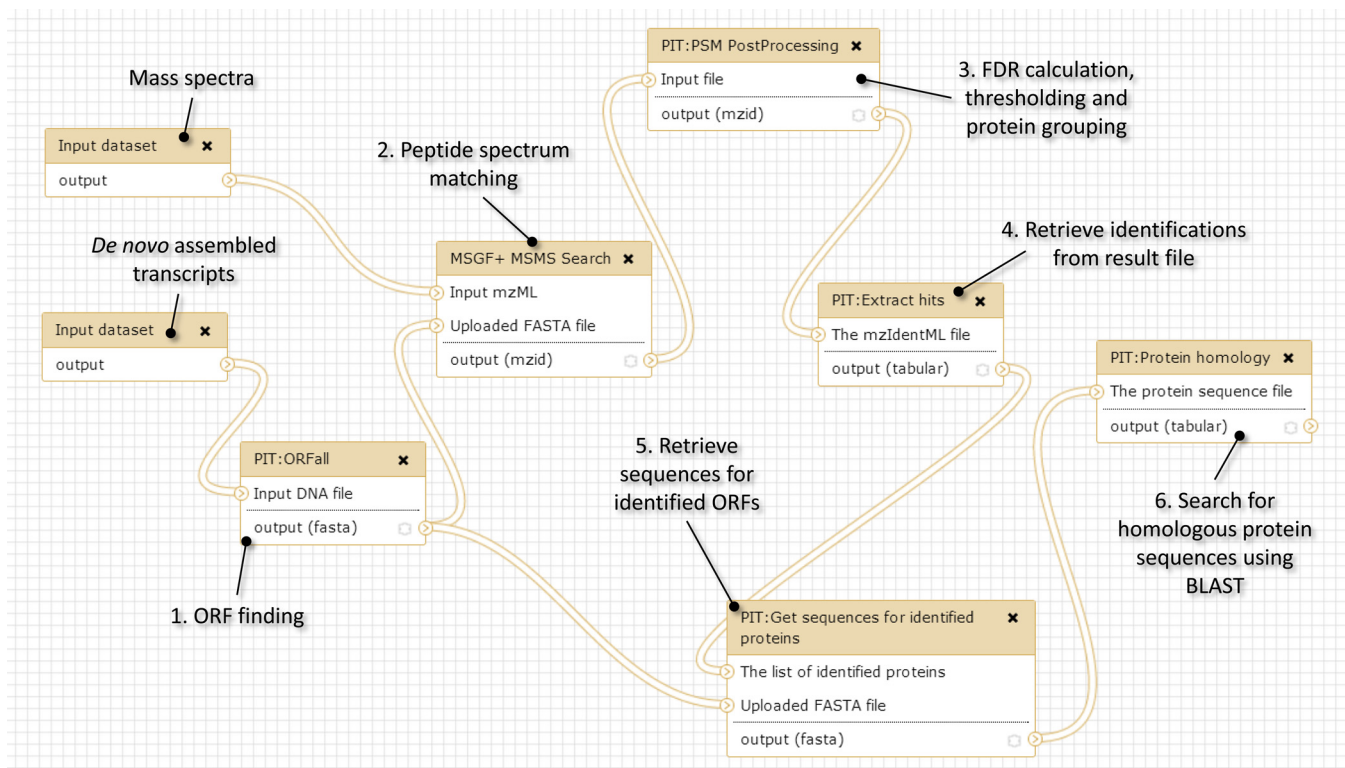 Mass spectra
Input dataset ✖
output
De novo assembled
transcripts
Input dataset ✖
output
PIT:ORFall ✖
Input DNA file
output (fasta)
1. ORF finding
2. Peptide spectrum
matching
MSGF+ MSMS Search ✖
Input mzML
Uploaded FASTA file
output (mzid)
PIT:PSM PostProcessing ✖
Input file
output (mzid)
3. FDR calculation,
thresholding and
protein grouping
4. Retrieve identifications
from result file
PIT:Extract hits ✖
The mzIdentML file
output (tabular)
5. Retrieve
sequences for
identified ORFs
PIT:Get sequences for identified ✖
proteins
The list of identified proteins
Uploaded FASTA file
output (fasta)
PIT:Protein homology ✖
The protein sequence file
output (tabular)
6. Search for
homologous protein
sequences using
BLAST